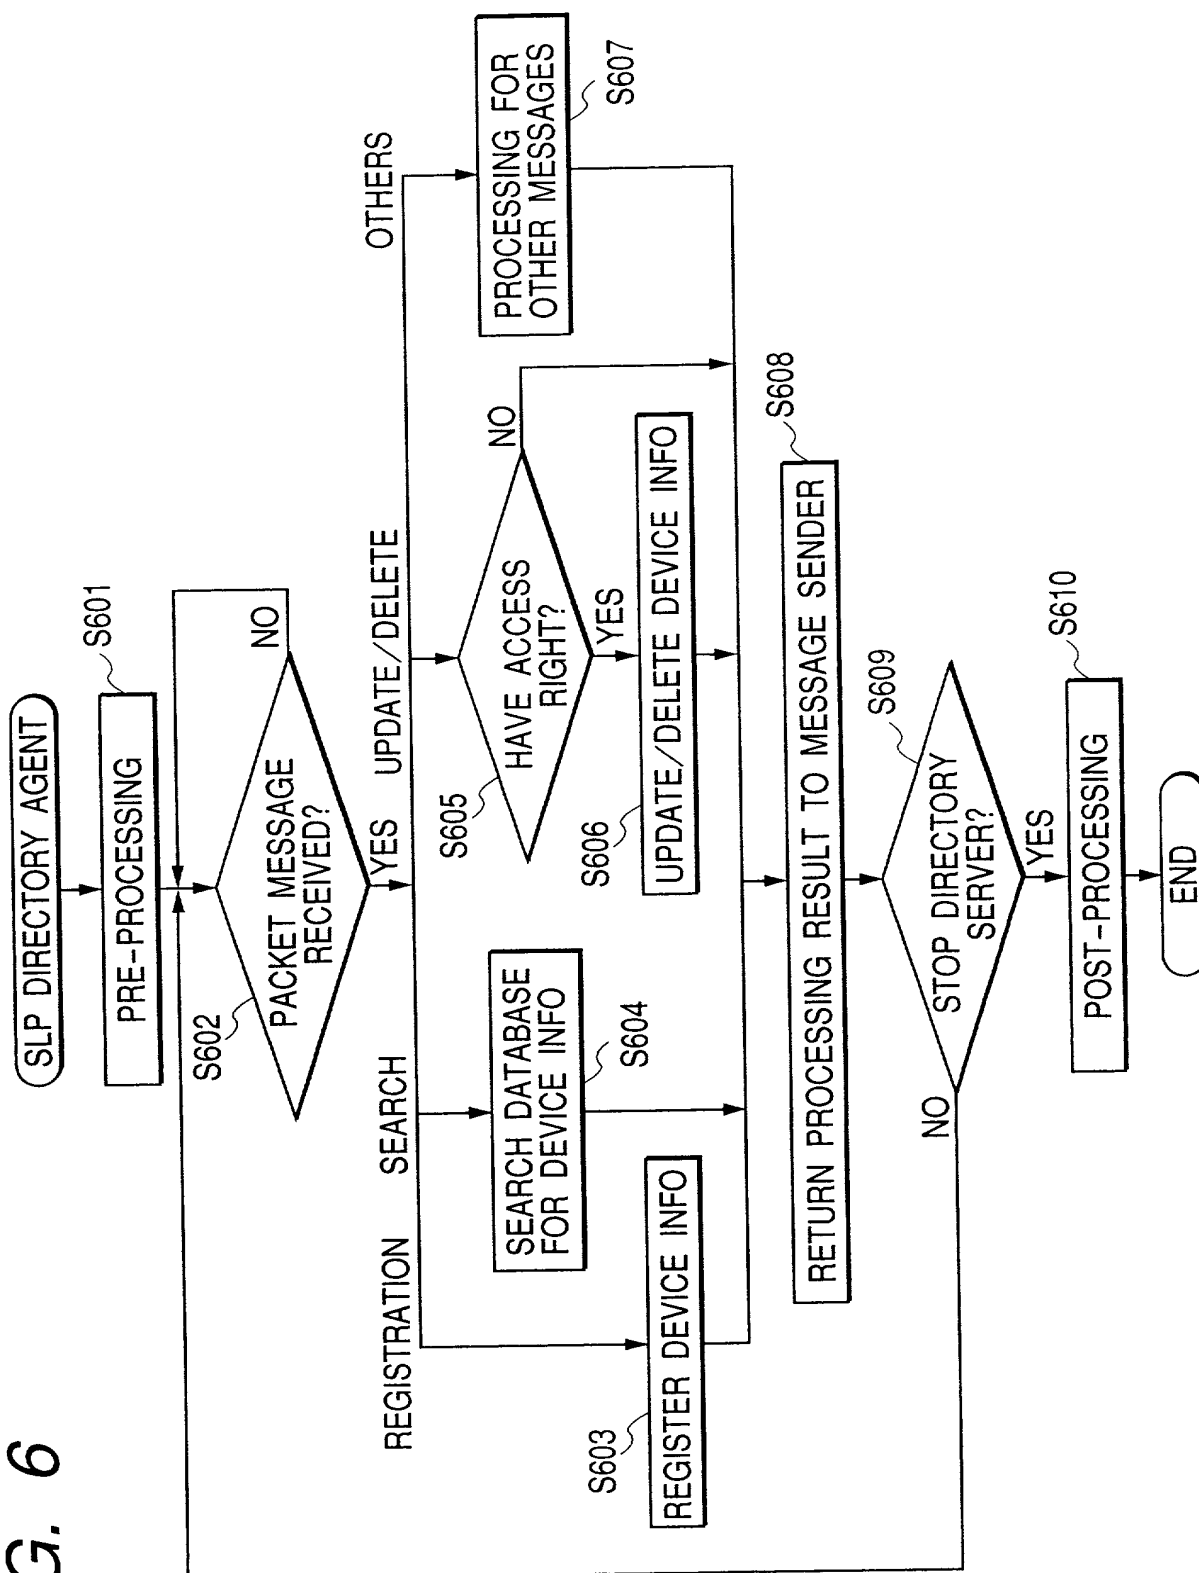 G. 6
SLP DIRECTORY AGENT
S601
PRE-PROCESSING
S602
PACKET MESSAGE
RECEIVED?
NO
YES
REGISTRATION
SEARCH
UPDATE/DELETE
OTHERS
S603
REGISTER DEVICE INFO
SEARCH DATABASE
FOR DEVICE INFO
S604
S605
HAVE ACCESS
RIGHT?
NO
YES
S606
UPDATE/DELETE DEVICE INFO
PROCESSING FOR
OTHER MESSAGES
S607
S608
RETURN PROCESSING RESULT TO MESSAGE SENDER
S609
STOP DIRECTORY
SERVER?
NO
YES
S610
POST-PROCESSING
END